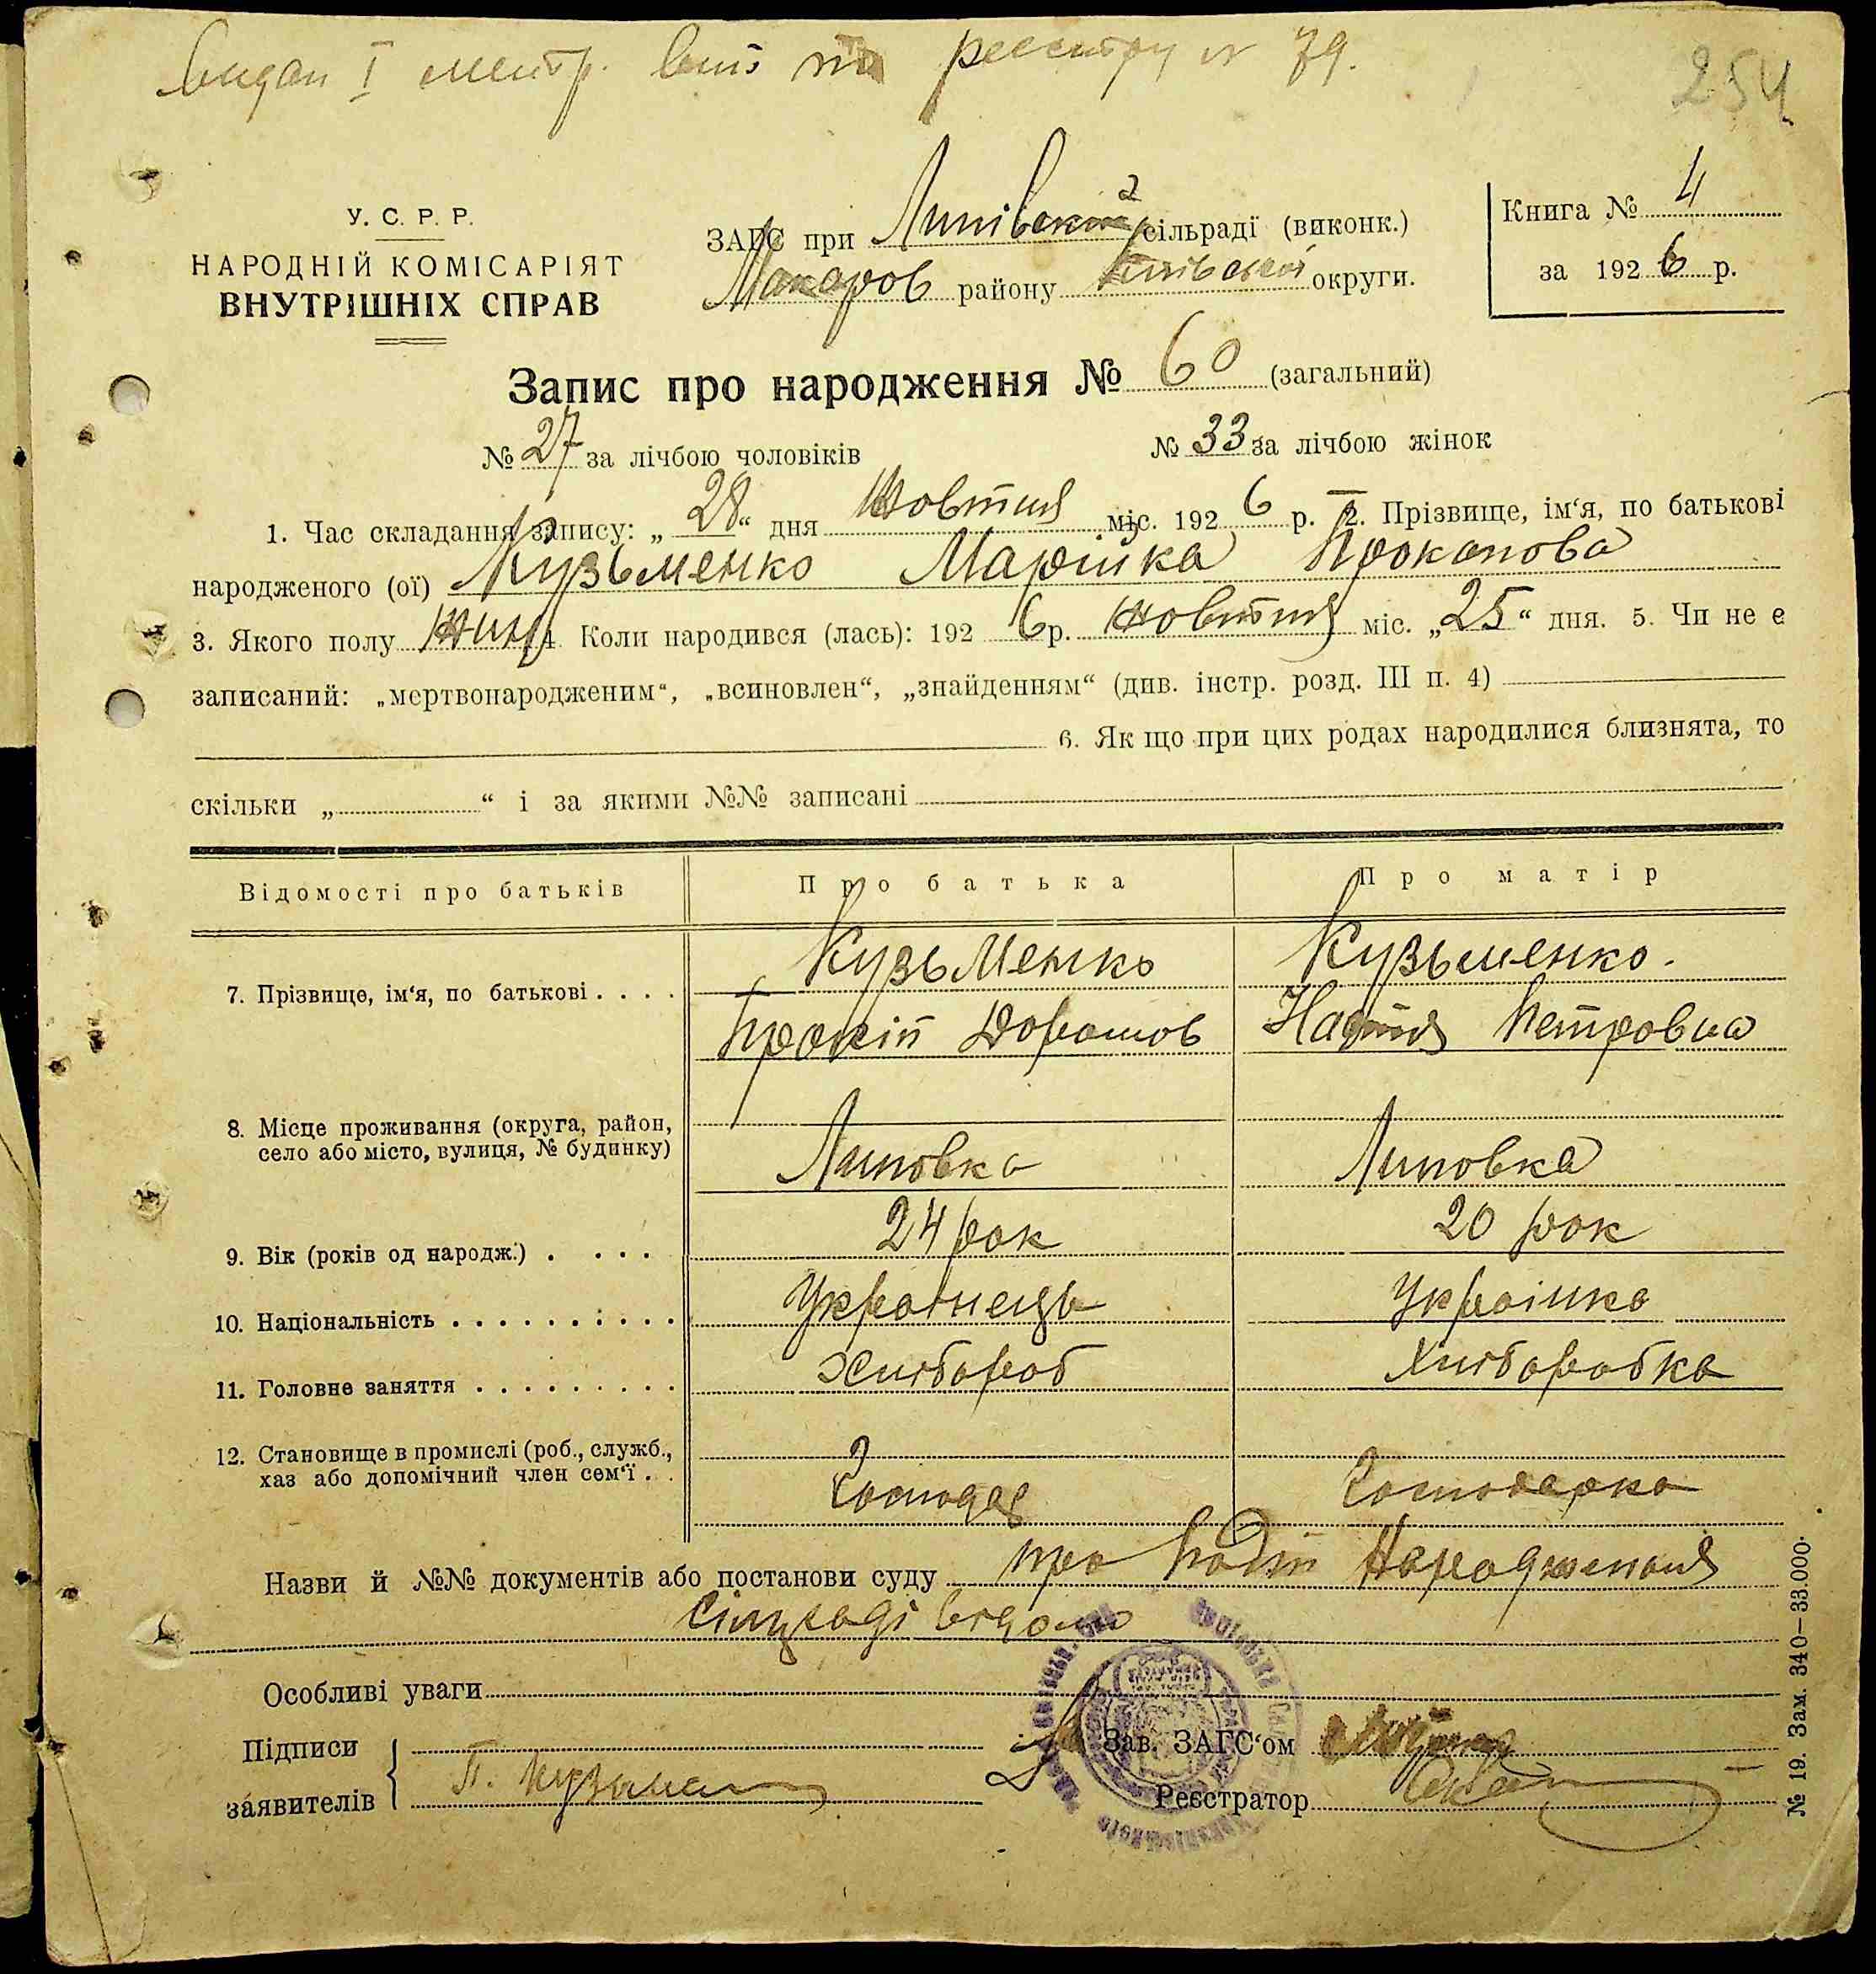 видан I метр. вип по реєстру № 79.
254
У. С. Р. Р.
НАРОДНІЙ КОМІСАРІЯТ
ВНУТРІШНІХ СПРАВ
ЗАГС при Липівській сільраді (виконк.)
Макаров району Київської округи.
Книга № 4
за 1926 р.
Запис про народження № 60 (загальний)
№ 27 за лічбою чоловіків № 33 за лічбою жінок
1. Час складання запису: „28“ дня Жовтня міс. 1926 р. 2. Прізвище, ім‘я, по батькові
народженого (ої) Кузьменко Марійка Прокопова
3. Якого полу жін 4 Коли народився (лась): 1926 р. жовтня міс. „25“ дня. 5. Чи не є
записаний: „мертвонародженим“, „всиновлен“, „знайденням“ (див. інстр. розд. III п. 4)
6. Як що при цих родах народилися близнята, то
скільки „ “ і за якими №№ записані
Відомості про батьків Про батька Про матір
7. Прізвище, ім‘я, по батькові . . . . Кузьменко Кузьменко.
Прокіп Дорошов Настя Петровна
8. Місце проживання (округа, район,
село або місто, вулиця, № будинку) Липовка Липовка
9. Вік (років од народж.) . . . . 24 рок 20 рок
10. Національність . . . . . . . . . . Українець Українка
11. Головне заняття . . . . . . . . . Хлібороб Хліборобка
12. Становище в промислі (роб., служб.,
хаз або допомічний член сем‘ї . . Господар Господарка
Назви й №№ документів або постанови суду про подію Народження
сільраді відомо
Особливі уваги
Підписи
заявителів П. Кузьмен
Зав. ЗАГС‘ом
Реєстратор
№ 19. Зам. 340—33.000.